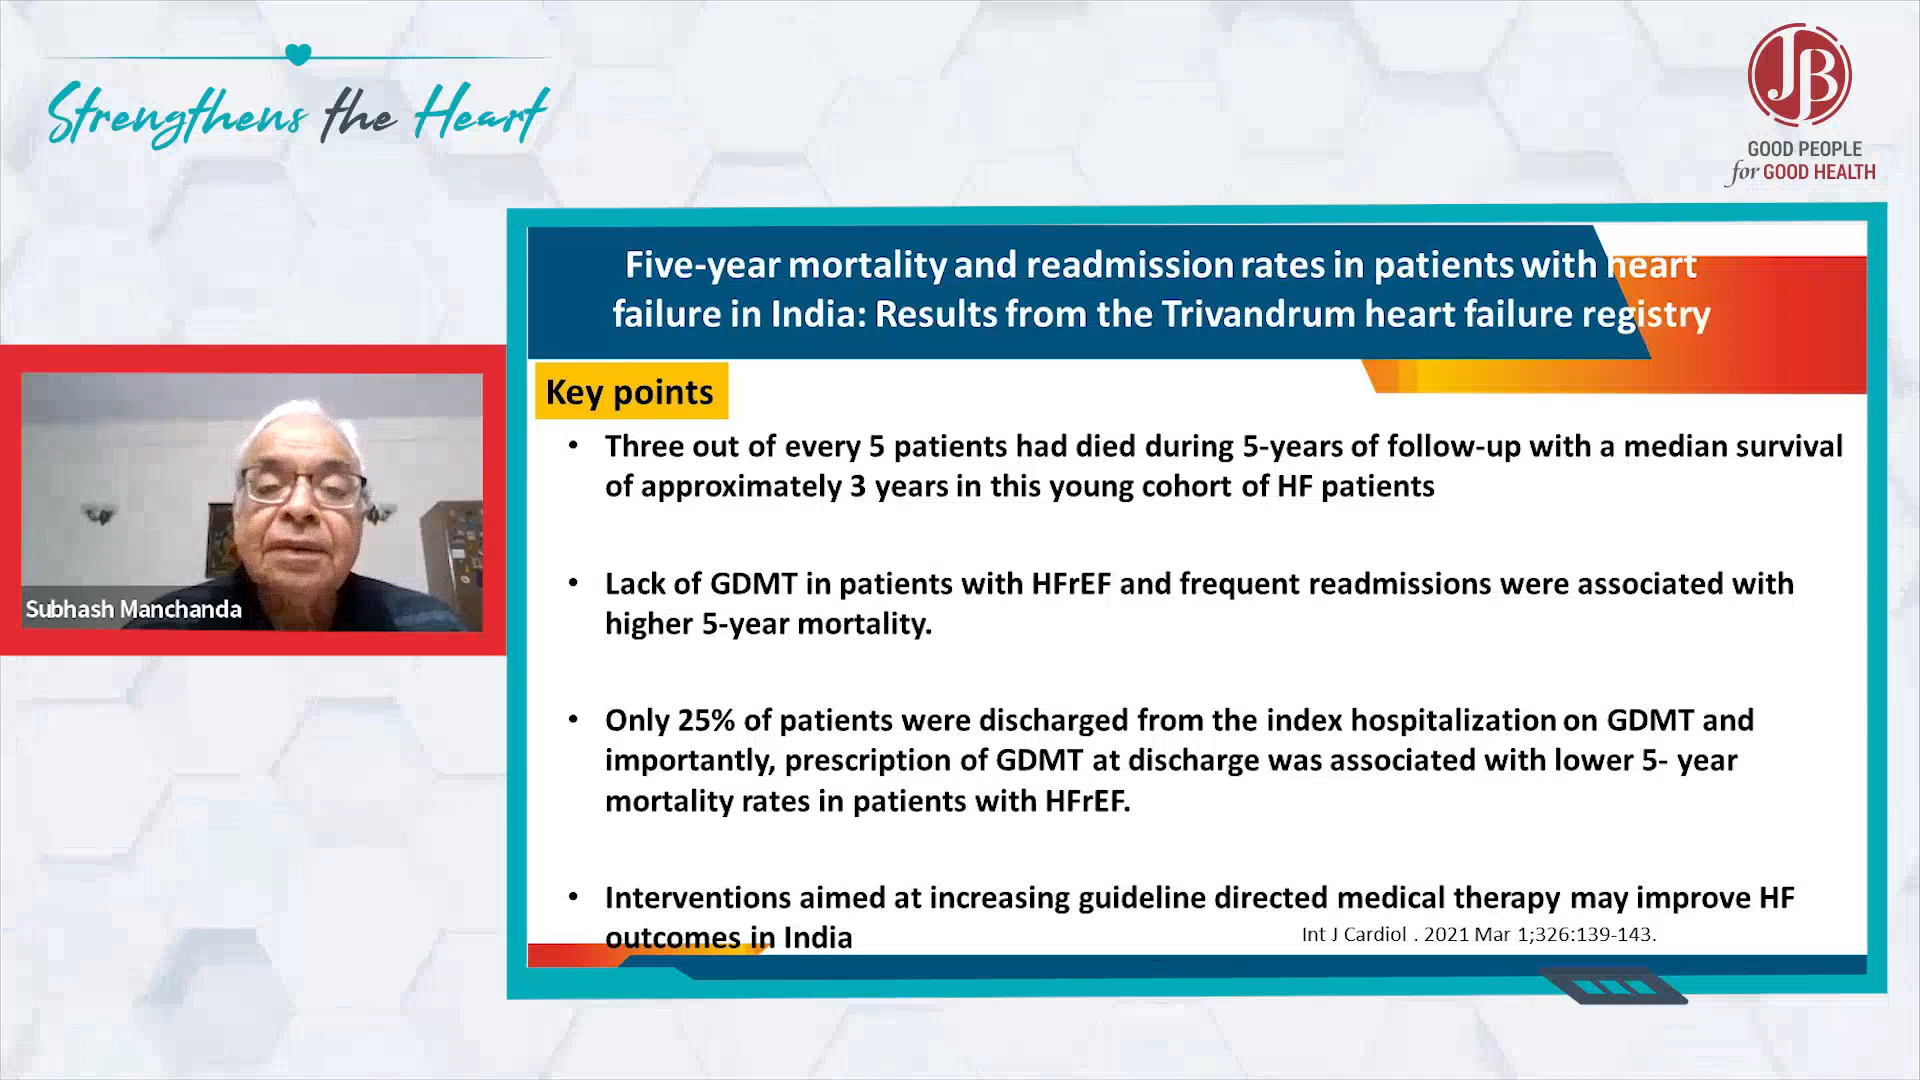 Strengthens the Heart
JB
GOOD PEOPLE
for GOOD HEALTH
Five-year mortality and readmission rates in patients with heart
failure in India: Results from the Trivandrum heart failure registry
Key points
• Three out of every 5 patients had died during 5-years of follow-up with a median survival
of approximately 3 years in this young cohort of HF patients
• Lack of GDMT in patients with HFrEF and frequent readmissions were associated with
higher 5-year mortality.
• Only 25% of patients were discharged from the index hospitalization on GDMT and
importantly, prescription of GDMT at discharge was associated with lower 5- year
mortality rates in patients with HFrEF.
• Interventions aimed at increasing guideline directed medical therapy may improve HF
outcomes in India
Int J Cardiol . 2021 Mar 1;326:139-143.
Subhash Manchanda